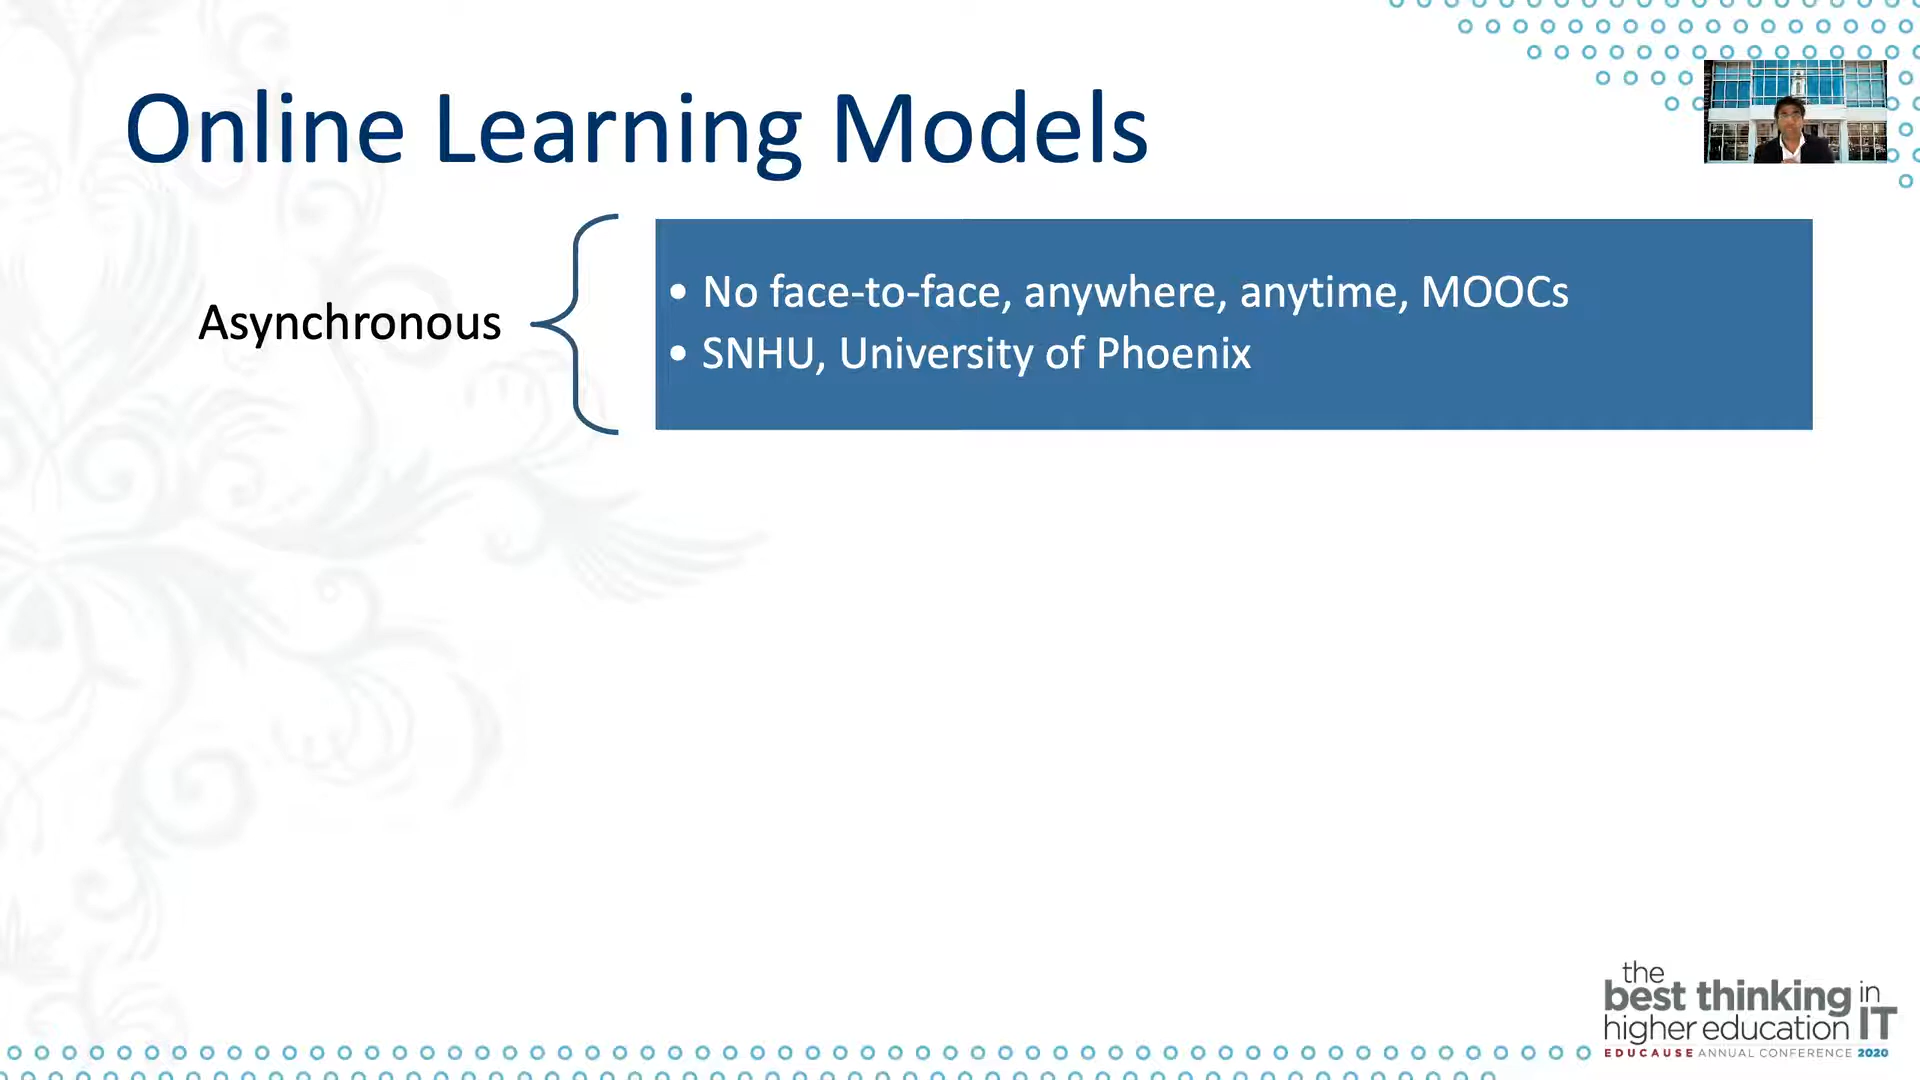 Online Learning Models
Asynchronous
• No face-to-face, anywhere, anytime, MOOCs
• SNHU, University of Phoenix
the
best thinking in
higher education IT
EDUCAUSE ANNUAL CONFERENCE 2020